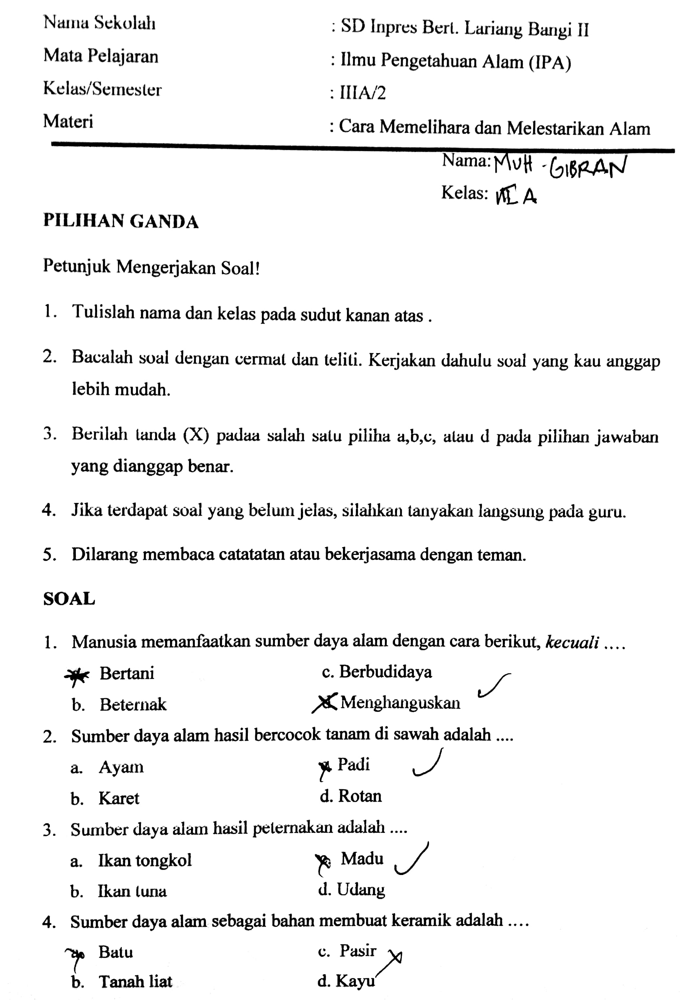 Nama Sekolah : SD Inpres Bert. Lariang Bangi II
Mata Pelajaran : Ilmu Pengetahuan Alam (IPA)
Kelas/Semester : IIIA/2
Materi : Cara Memelihara dan Melestarikan Alam
Nama: MUH - GIBRAN
Kelas: A
PILIHAN GANDA
Petunjuk Mengerjakan Soal!
1. Tulislah nama dan kelas pada sudut kanan atas .
2. Bacalah soal dengan cermat dan teliti. Kerjakan dahulu soal yang kau anggap
lebih mudah.
3. Berilah tanda (X) padaa salah satu piliha a,b,c, atau d pada pilihan jawaban
yang dianggap benar.
4. Jika terdapat soal yang belum jelas, silahkan tanyakan langsung pada guru.
5. Dilarang membaca catatatan atau bekerjasama dengan teman.
SOAL
1. Manusia memanfaatkan sumber daya alam dengan cara berikut, kecuali ....
Bertani c. Berbudidaya
b. Beternak Menghanguskan
2. Sumber daya alam hasil bercocok tanam di sawah adalah ....
a. Ayam Padi
b. Karet d. Rotan
3. Sumber daya alam hasil peternakan adalah ....
a. Ikan tongkol Madu
b. Ikan tuna d. Udang
4. Sumber daya alam sebagai bahan membuat keramik adalah ....
Batu c. Pasir
b. Tanah liat d. Kayu